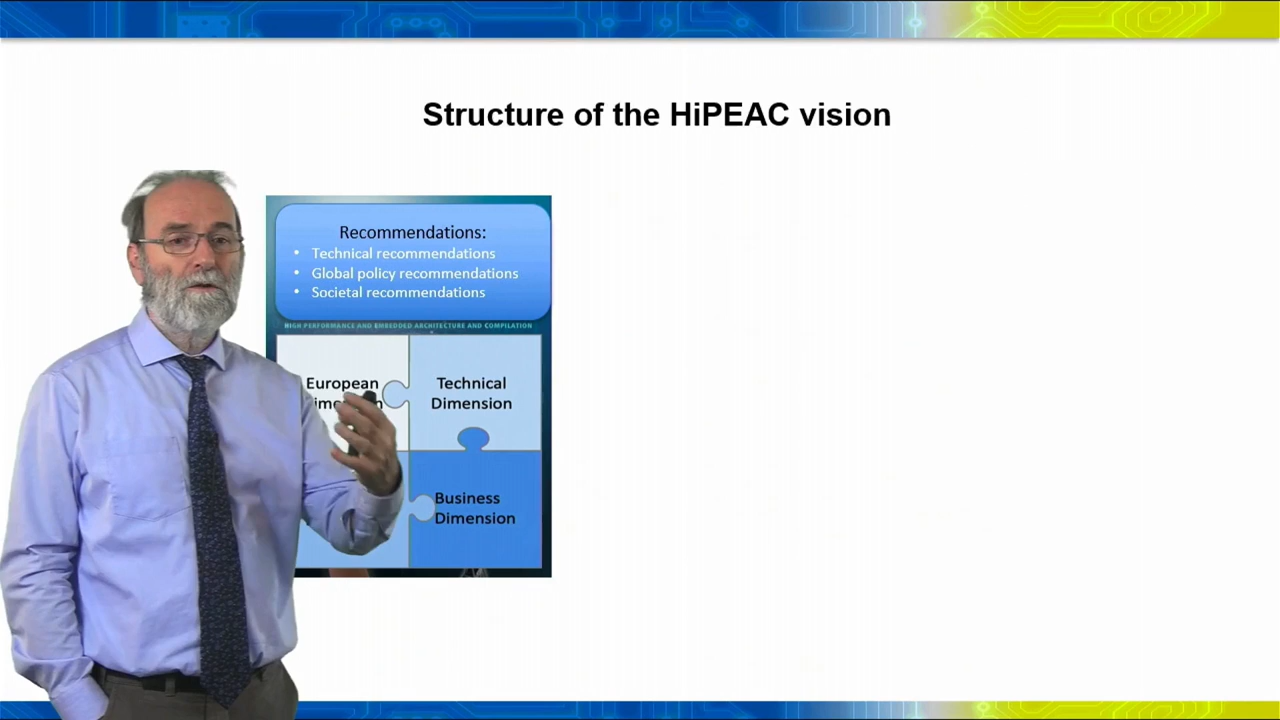 Structure of the HiPEAC vision
Recommendations:
• Technical recommendations
• Global policy recommendations
• Societal recommendations
HIGH PERFORMANCE AND EMBEDDED ARCHITECTURE AND COMPILATION
European
Technical
Dimension
Business
Dimension